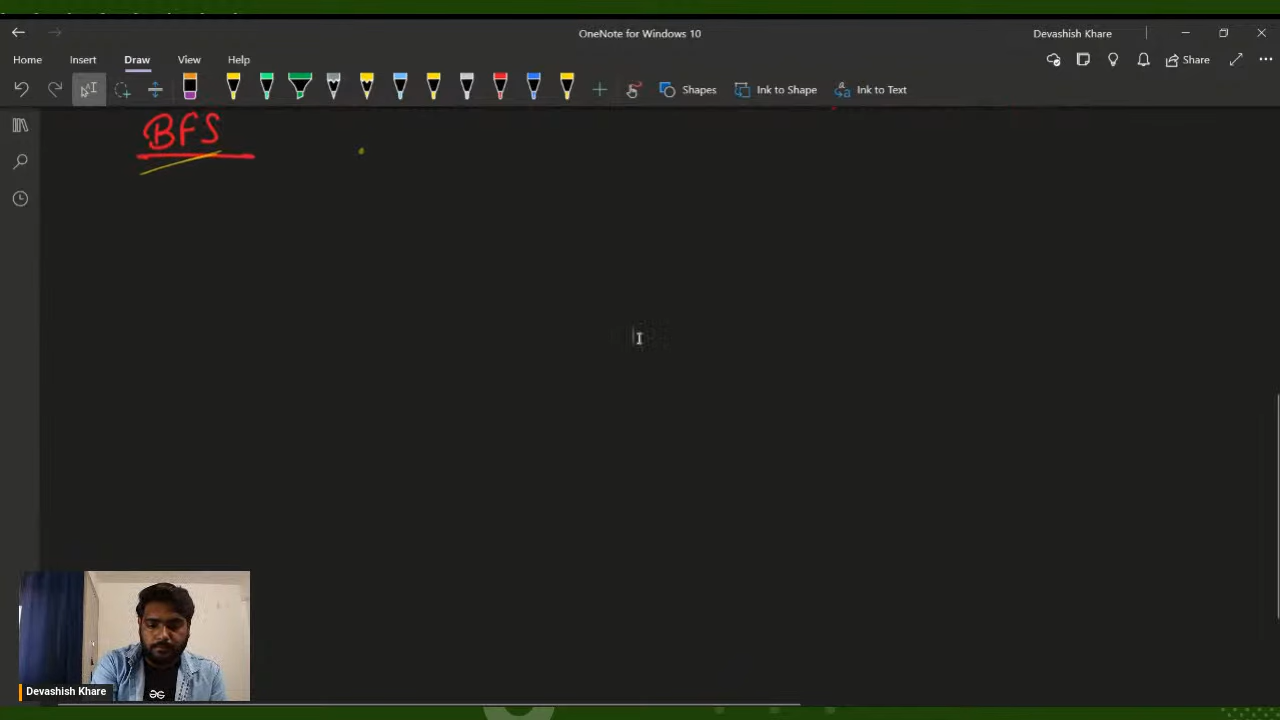 OneNote for Windows 10
Devashish Khare
Home Insert Draw View Help
Share
Shapes
Ink to Shape
Ink to Text
BFS
Devashish Khare